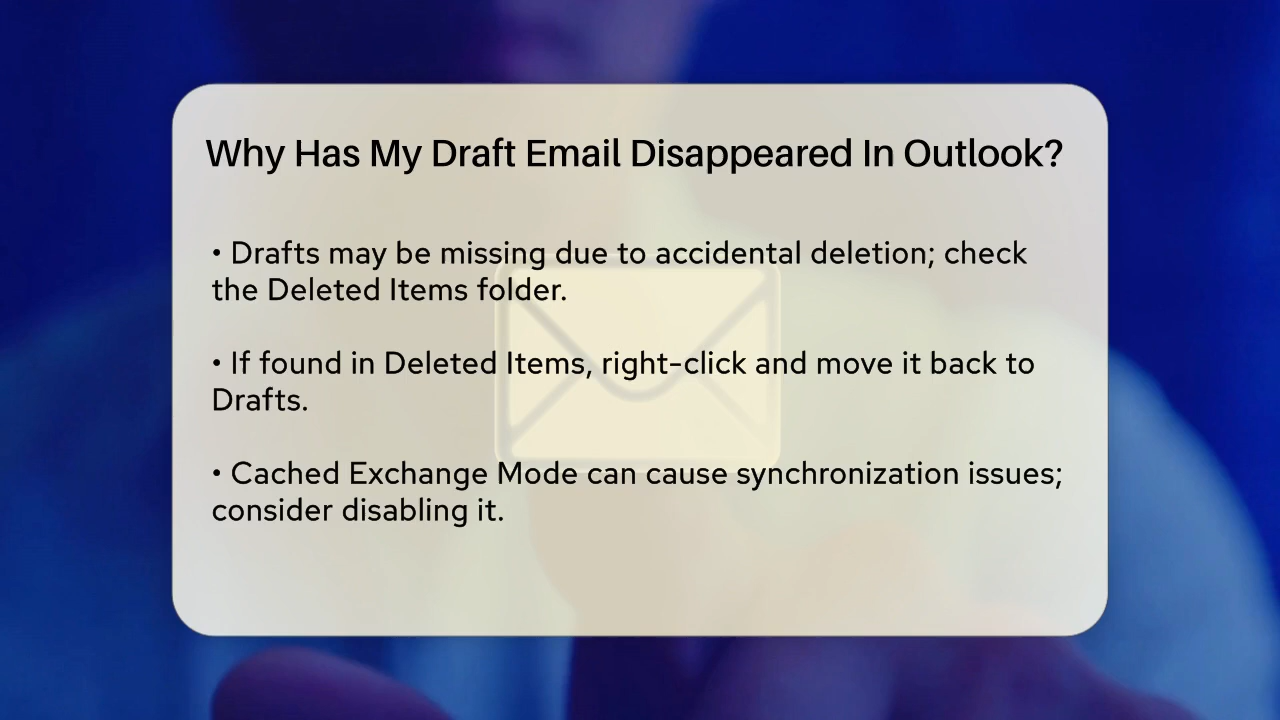 Why Has My Draft Email Disappeared In Outlook?
• Drafts may be missing due to accidental deletion; check
the Deleted Items folder.
• If found in Deleted Items, right-click and move it back to
Drafts.
• Cached Exchange Mode can cause synchronization issues;
consider disabling it.